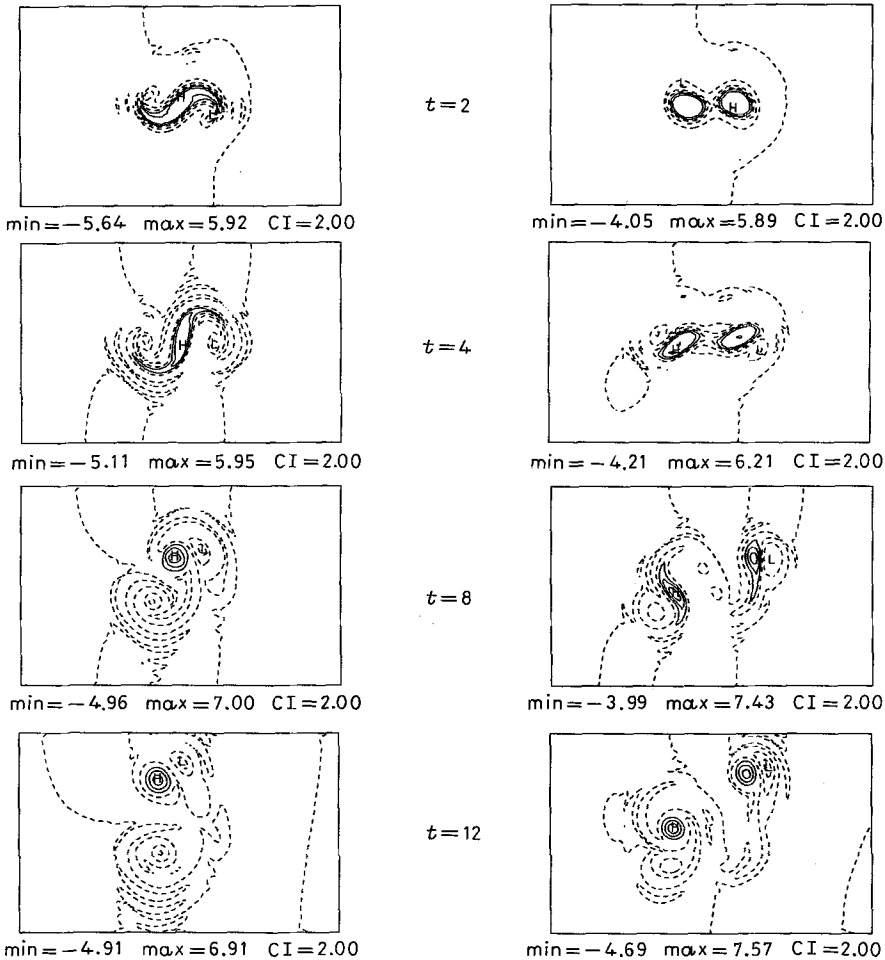 H
L
t=2
L
H
min=−5.64 max=5.92 CI=2.00
min=−4.05 max=5.89 CI=2.00
H
L
t=4
H
L
min=−5.11 max=5.95 CI=2.00
min=−4.21 max=6.21 CI=2.00
H
L
t=8
H
L
min=−4.96 max=7.00 CI=2.00
min=−3.99 max=7.43 CI=2.00
H
L
t=12
L
H
min=−4.91 max=6.91 CI=2.00
min=−4.69 max=7.57 CI=2.00